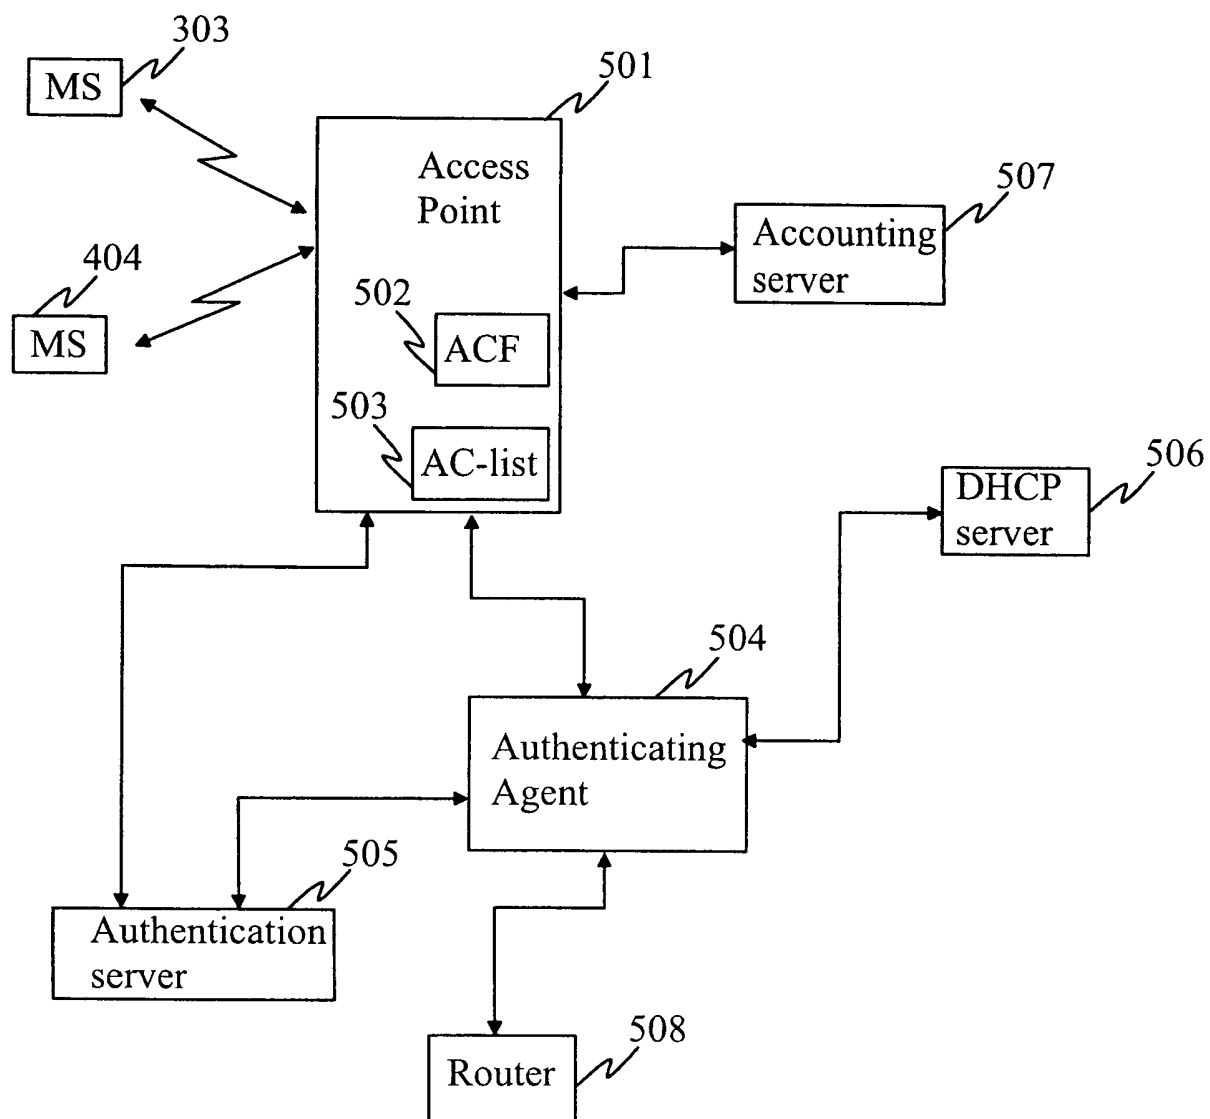 303
MS
501
Access
Point
507
Accounting
server
404
MS
502
ACF
503
AC-list
506
DHCP
server
504
Authenticating
Agent
505
Authentication
server
508
Router